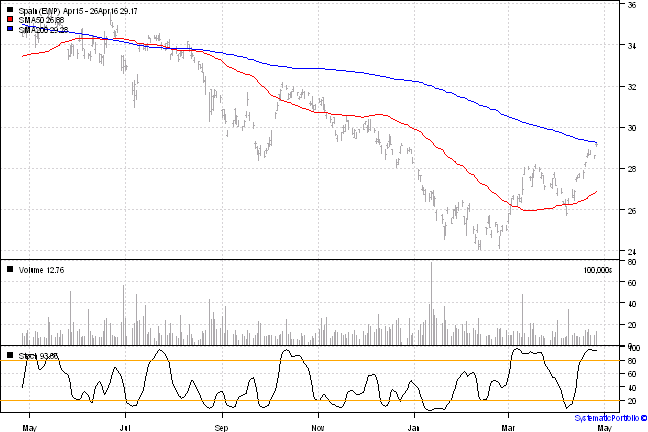 Spain (EWP) Apr15 - 26Apr16 29.17
SMA50 26.88
SMA200 29.28
36
34
32
30
28
26
24
Volume 12.76
100,000s
80
60
40
20
0
Stoch
100
80
60
40
20
SystematicPortfolio ©
May
Jul
Sep
Nov
Jan
Mar
May